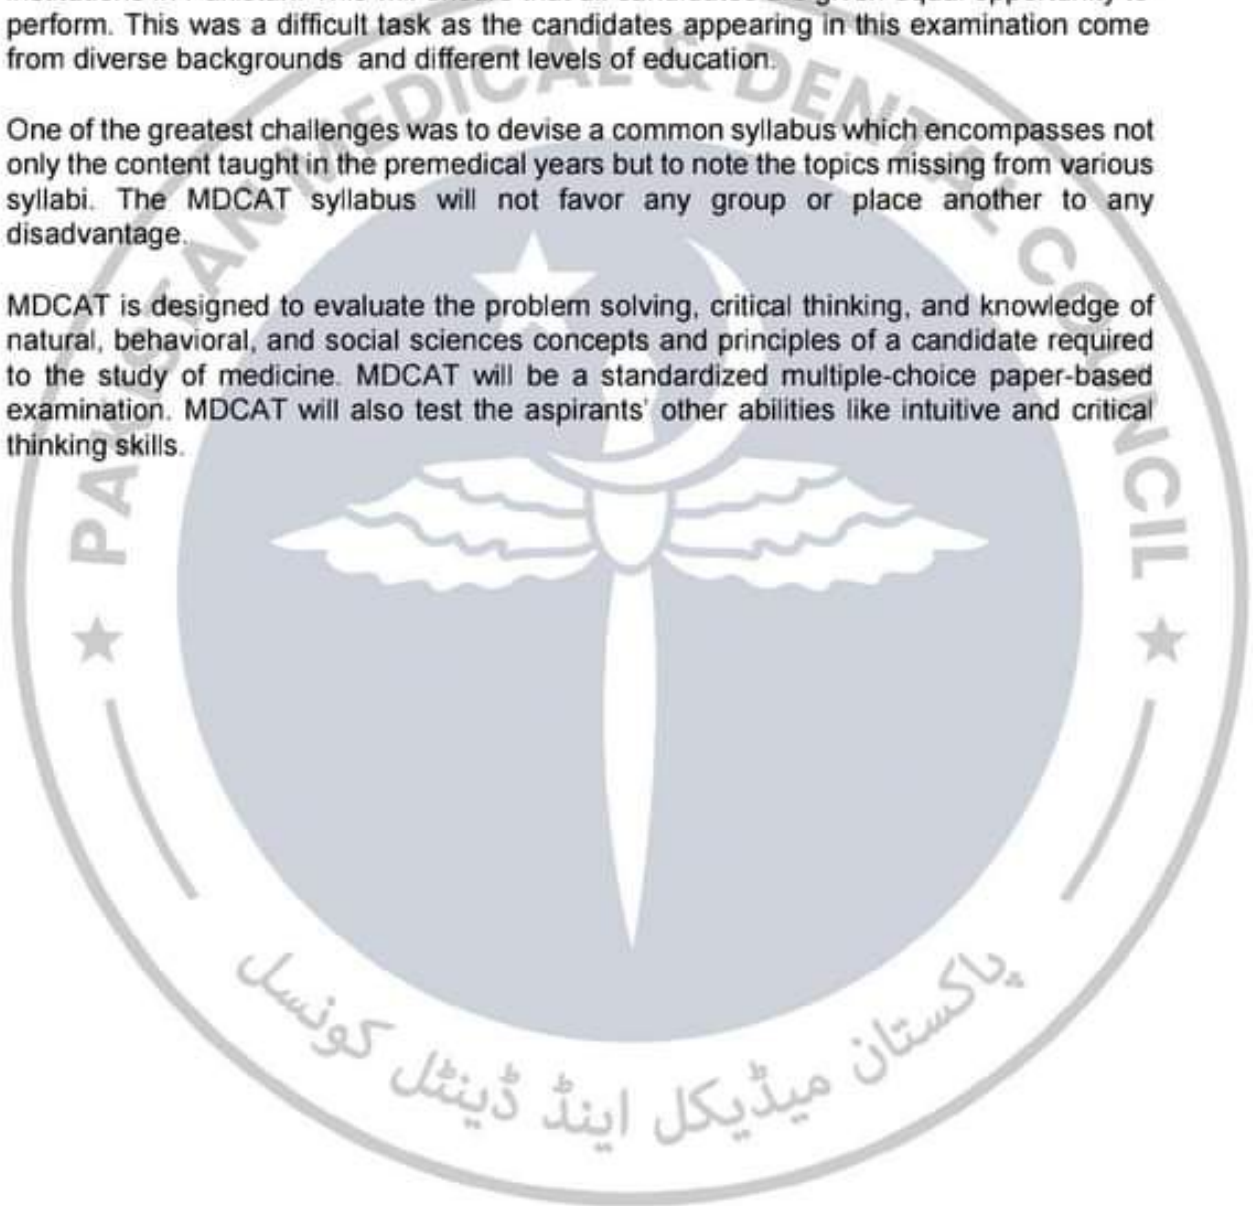 perform. This was a difficult task as the candidates appearing in this examination come
from diverse backgrounds and different levels of education.
One of the greatest challenges was to devise a common syllabus which encompasses not
only the content taught in the premedical years but to note the topics missing from various
syllabi. The MDCAT syllabus will not favor any group or place another to any
disadvantage.
MDCAT is designed to evaluate the problem solving, critical thinking, and knowledge of
natural, behavioral, and social sciences concepts and principles of a candidate required
to the study of medicine. MDCAT will be a standardized multiple-choice paper-based
examination. MDCAT will also test the aspirants' other abilities like intuitive and critical
thinking skills.
PAKISTAN MEDICAL & DENTAL COUNCIL
پاکستان میڈیکل اینڈ ڈینٹل کونسل